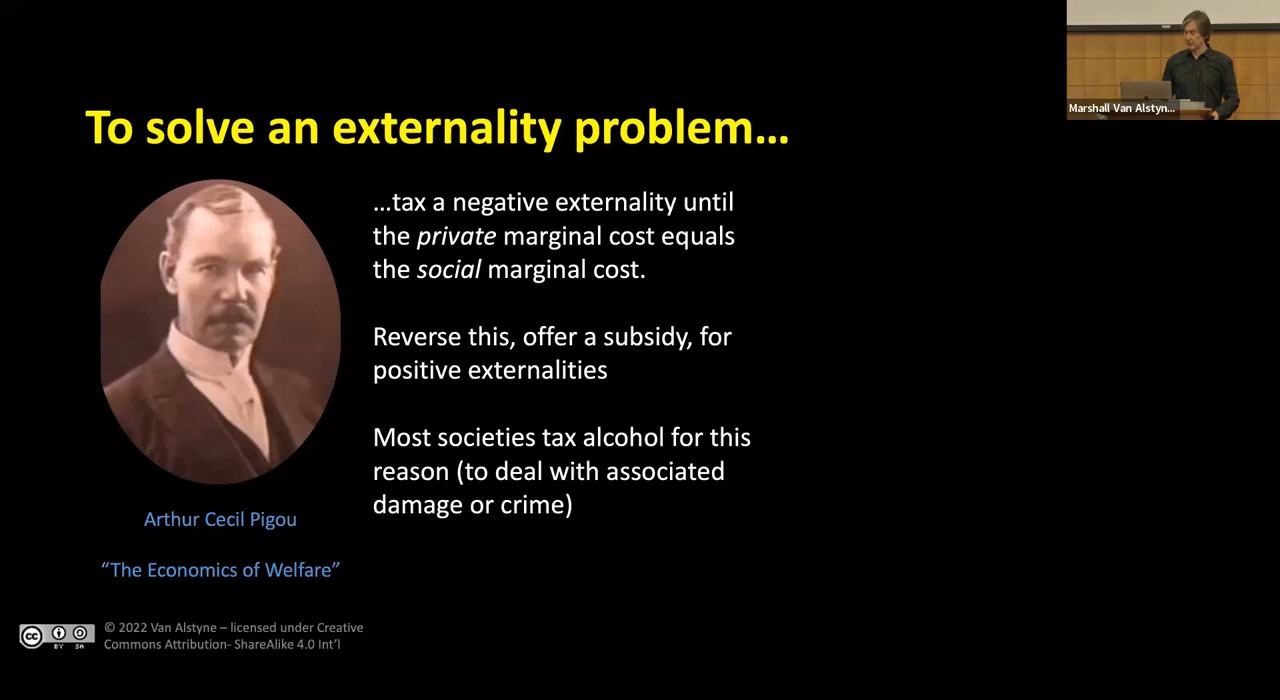 Marshall Van Alstyn...
To solve an externality problem…
…tax a negative externality until
the private marginal cost equals
the social marginal cost.
Reverse this, offer a subsidy, for
positive externalities
Most societies tax alcohol for this
reason (to deal with associated
damage or crime)
Arthur Cecil Pigou
“The Economics of Welfare”
cc
BY SA
© 2022 Van Alstyne – licensed under Creative
Commons Attribution- ShareAlike 4.0 Int’l